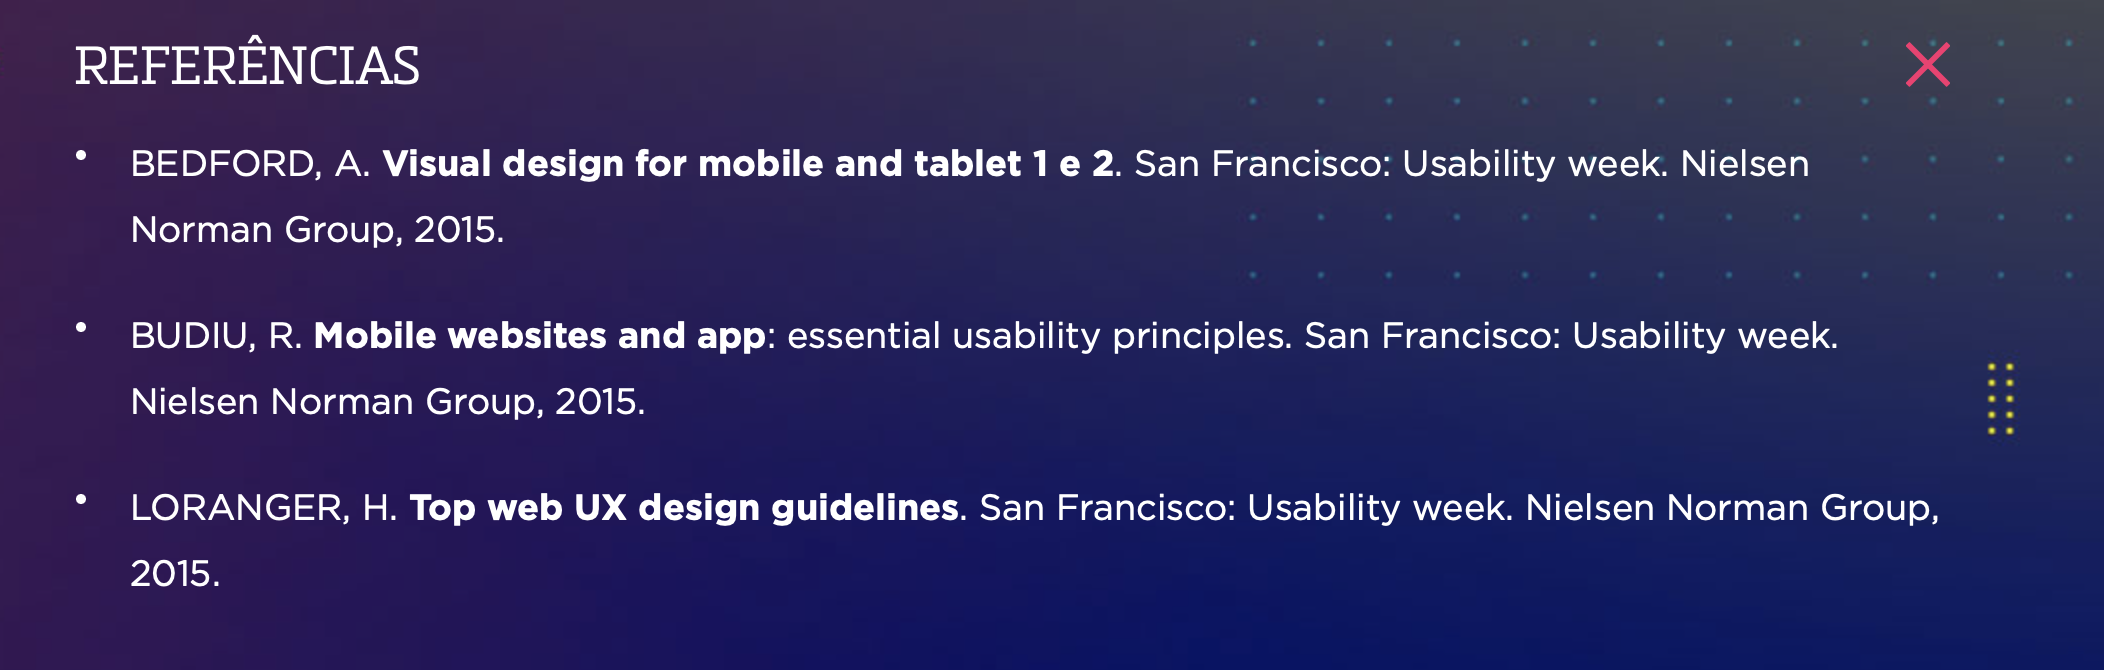 REFERÊNCIAS
• BEDFORD, A. Visual design for mobile and tablet 1 e 2. San Francisco: Usability week. Nielsen
Norman Group, 2015.
• BUDIU, R. Mobile websites and app: essential usability principles. San Francisco: Usability week.
Nielsen Norman Group, 2015.
• LORANGER, H. Top web UX design guidelines. San Francisco: Usability week. Nielsen Norman Group,
2015.